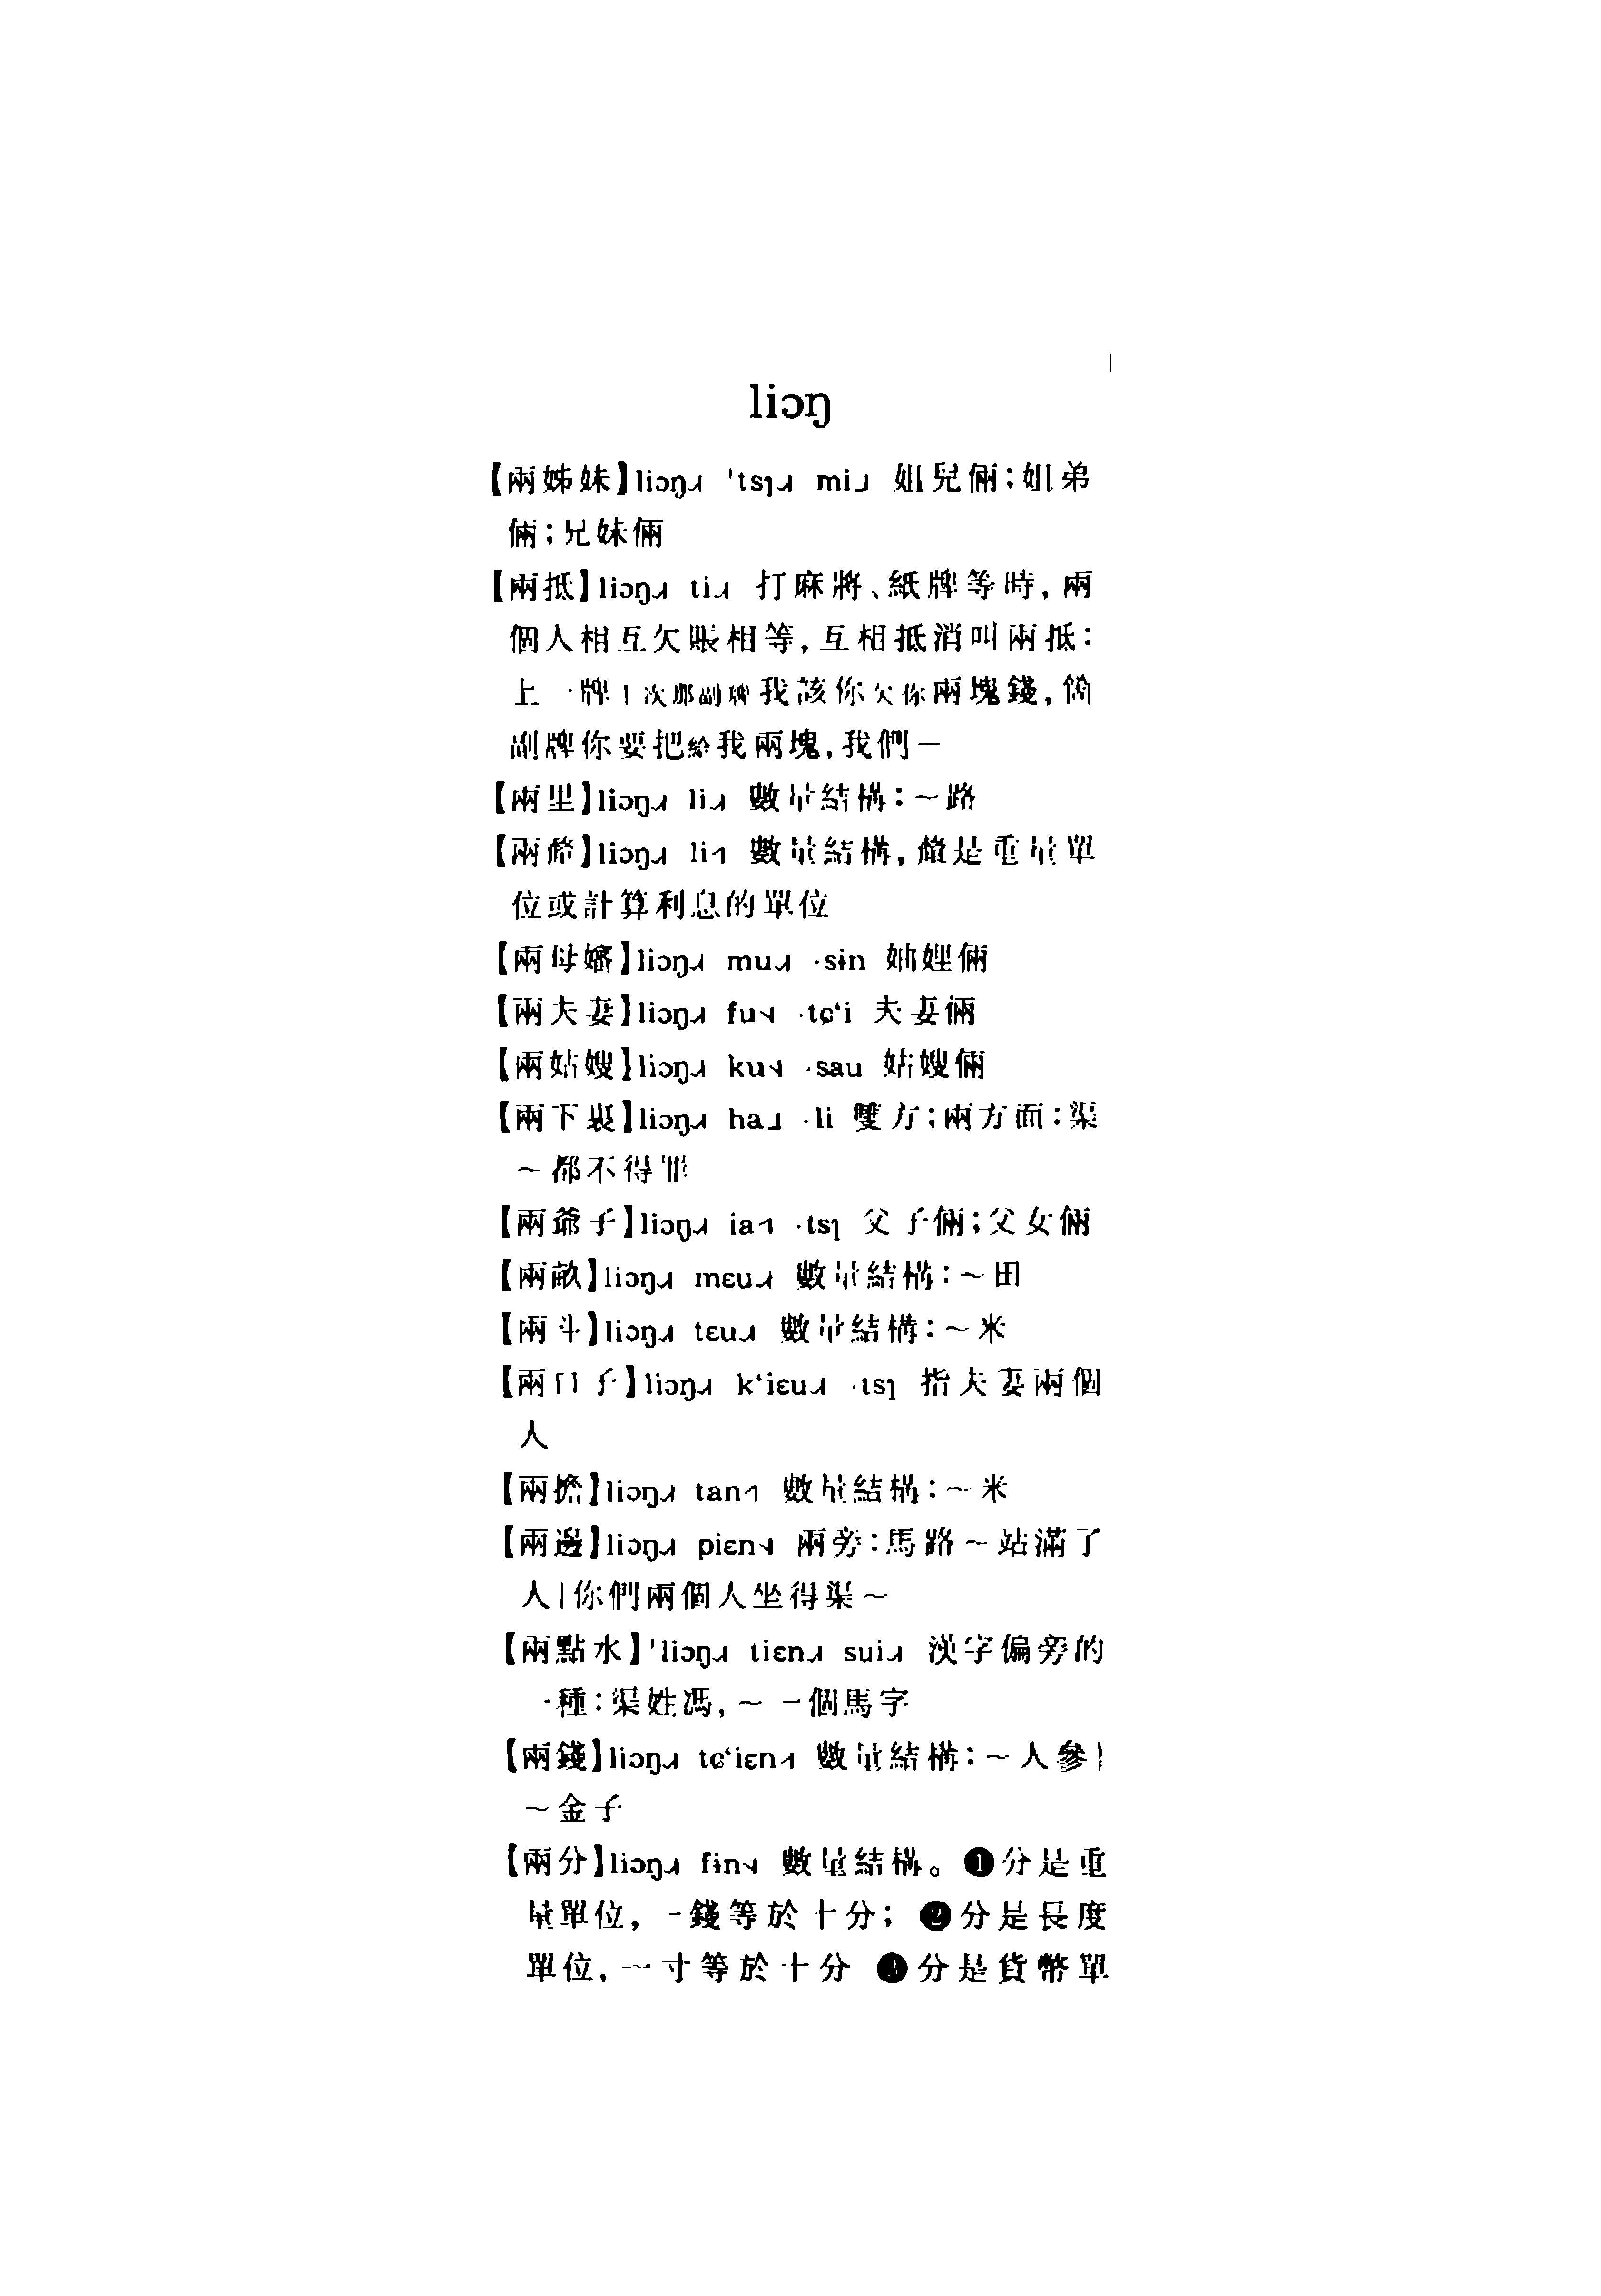 liɔŋ
【兩姊妹】liɔŋ˩˧ 'tsɿ˩˧ mi˩ 姐兒倆;姐弟
倆;兄妹倆
【兩抵】liɔŋ˩˧ ti˩˧ 打麻將、紙牌等時,兩
個人相互欠賬相等,互相抵消叫兩抵:
上一牌上次那副牌我該你欠你兩塊錢,箇
副牌你要把給我兩塊,我們~
【兩里】liɔŋ˩˧ li˩˧ 數量結構:~路
【兩】liɔŋ˩˧ li 數量結構,是重量單
位或計算利息的單位
【兩母嬸】liɔŋ˩˧ mu˩˧ ·sɨn 妯娌倆
【兩夫妻】liɔŋ˩˧ fu ·tɕ‘i 夫妻倆
【兩姑嫂】liɔŋ˩˧ ku ·sau 姑嫂倆
【兩下裏】liɔŋ˩˧ ha˩ ·li 雙方;兩方面:渠
~都不得罪
【兩爺子】liɔŋ˩˧ ia ·tsɿ 父子倆;父女倆
【兩畝】liɔŋ˩˧ mɛu˩˧ 數量結構:~田
【兩斗】liɔŋ˩˧ tɛu˩˧ 數量結構:~米
【兩口子】liɔŋ˩˧ k‘iɛu˩˧ ·tsɿ 指夫妻兩個
人
【兩擔】liɔŋ˩˧ tan 數量結構:~米
【兩邊】liɔŋ˩˧ piɛn 兩旁:馬路~站滿了
人|你們兩個人坐得渠~
【兩點水】'liɔŋ˩˧ tiɛn˩˧ sui˩˧ 漢字偏旁的
一種:渠姓馮,~一個馬字
【兩錢】liɔŋ˩˧ tɕ‘iɛn 數量結構:~人參|
~金子
【兩分】liɔŋ˩˧ fɨn 數量結構。❶分是重
量單位,一錢等於十分;❷分是長度
單位,一寸等於十分 ❸分是貨幣單